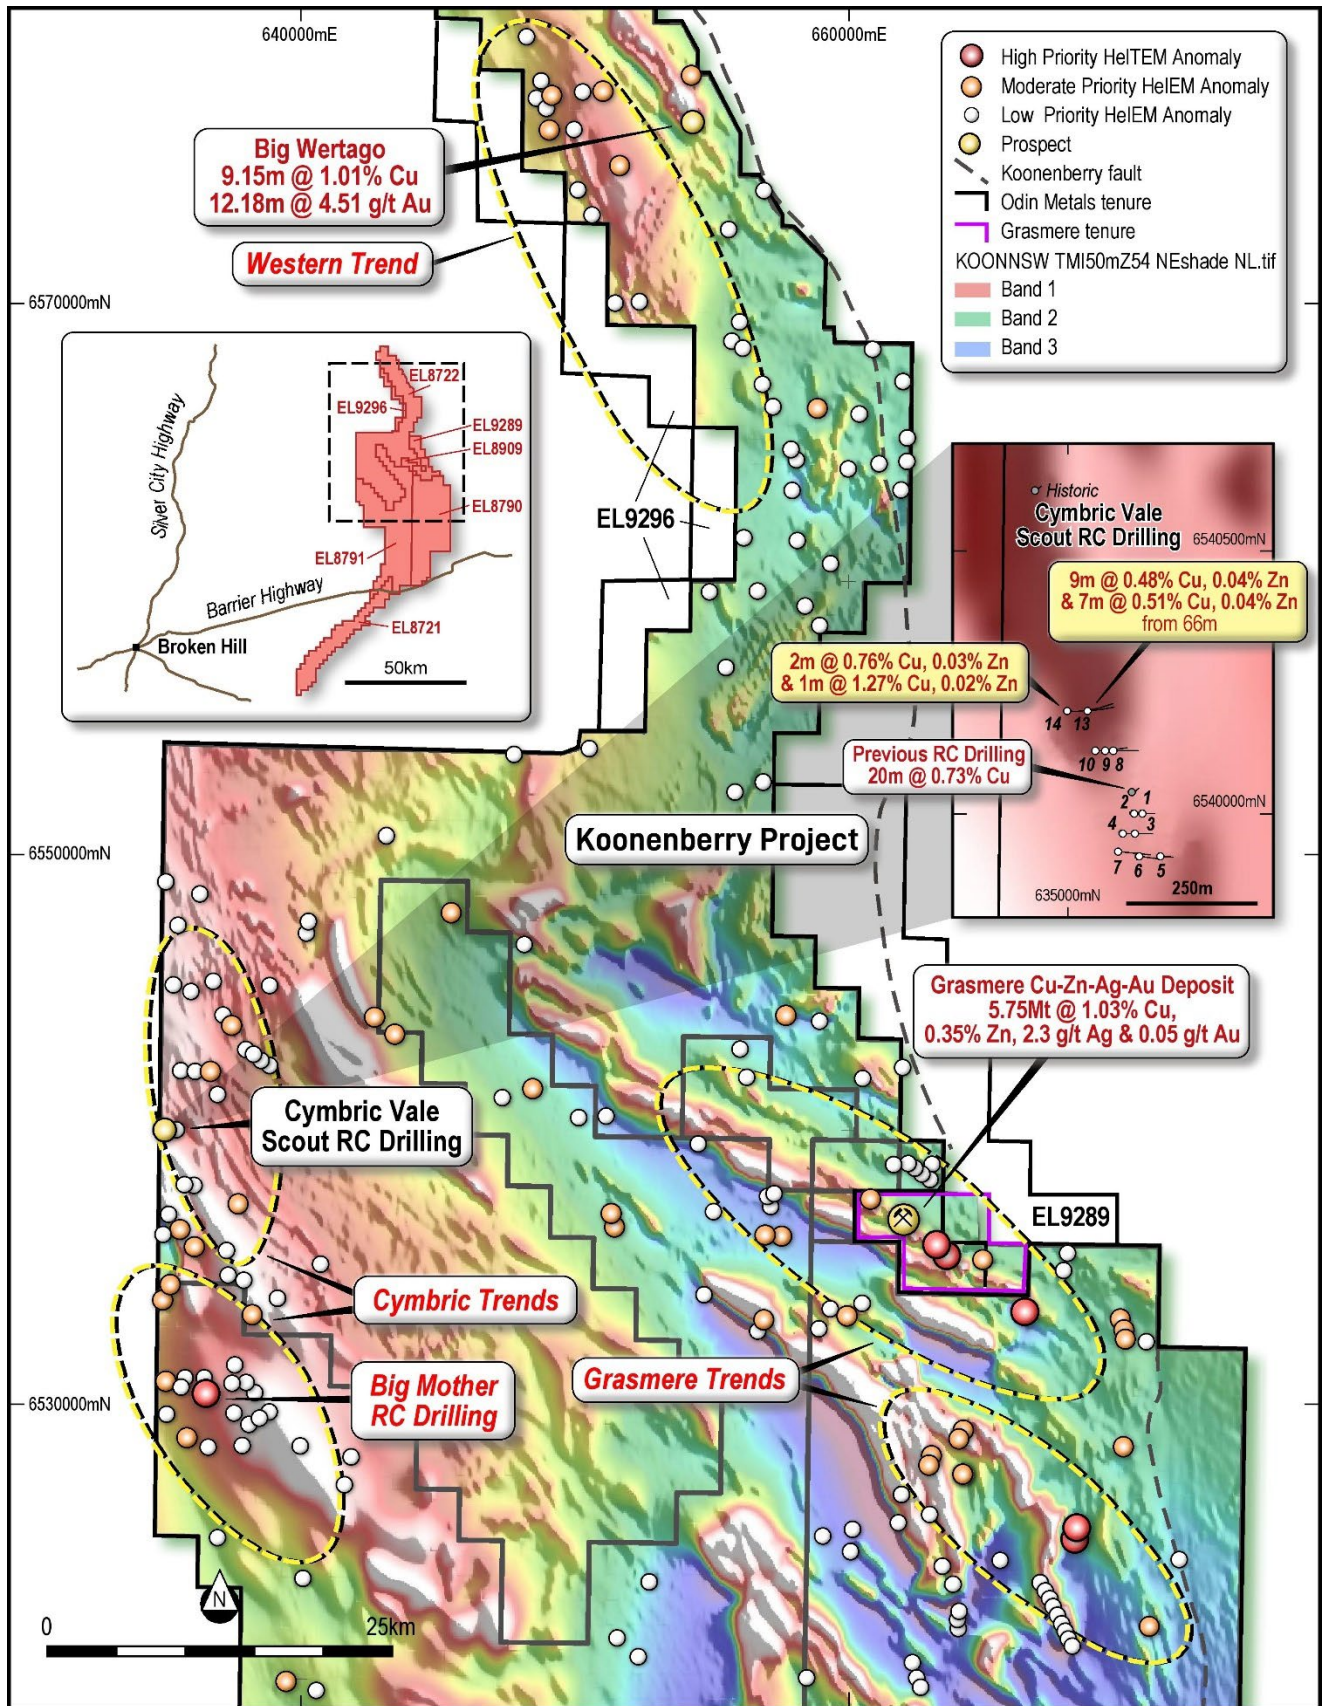 640000mE
660000mE
High Priority HelTEM Anomaly
Moderate Priority HelEM Anomaly
Low Priority HelEM Anomaly
Prospect
Koonenberry fault
Odin Metals tenure
Grasmere tenure
KOONNSW TMI50mZ54 NEshade NL.tif
Band 1
Band 2
Band 3
Big Wertago
9.15m @ 1.01% Cu
12.18m @ 4.51 g/t Au
Western Trend
6570000mN
Silver City Highway
EL8722
EL9296
EL9289
EL8909
EL8790
EL8791
Barrier Highway
EL8721
Broken Hill
50km
EL9296
Historic
Cymbric Vale
Scout RC Drilling
6540500mN
9m @ 0.48% Cu, 0.04% Zn
& 7m @ 0.51% Cu, 0.04% Zn
from 66m
2m @ 0.76% Cu, 0.03% Zn
& 1m @ 1.27% Cu, 0.02% Zn
14 13
10 9 8
Previous RC Drilling
20m @ 0.73% Cu
2 1
6540000mN
4 3
7 6 5
635000mN
250m
Koonenberry Project
6550000mN
Grasmere Cu-Zn-Ag-Au Deposit
5.75Mt @ 1.03% Cu,
0.35% Zn, 2.3 g/t Ag & 0.05 g/t Au
Cymbric Vale
Scout RC Drilling
EL9289
Cymbric Trends
Grasmere Trends
Big Mother
RC Drilling
6530000mN
N
0 25km